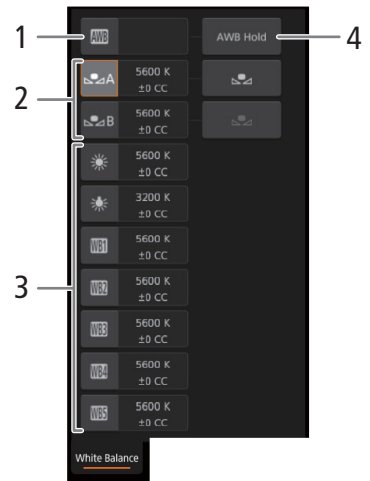 1
AWB
AWB Hold
4
2
A
5600 K
±0 CC
B
5600 K
±0 CC
3
5600 K
±0 CC
3200 K
±0 CC
WB1
5600 K
±0 CC
WB2
5600 K
±0 CC
WB3
5600 K
±0 CC
WB4
5600 K
±0 CC
WB5
5600 K
±0 CC
White Balance